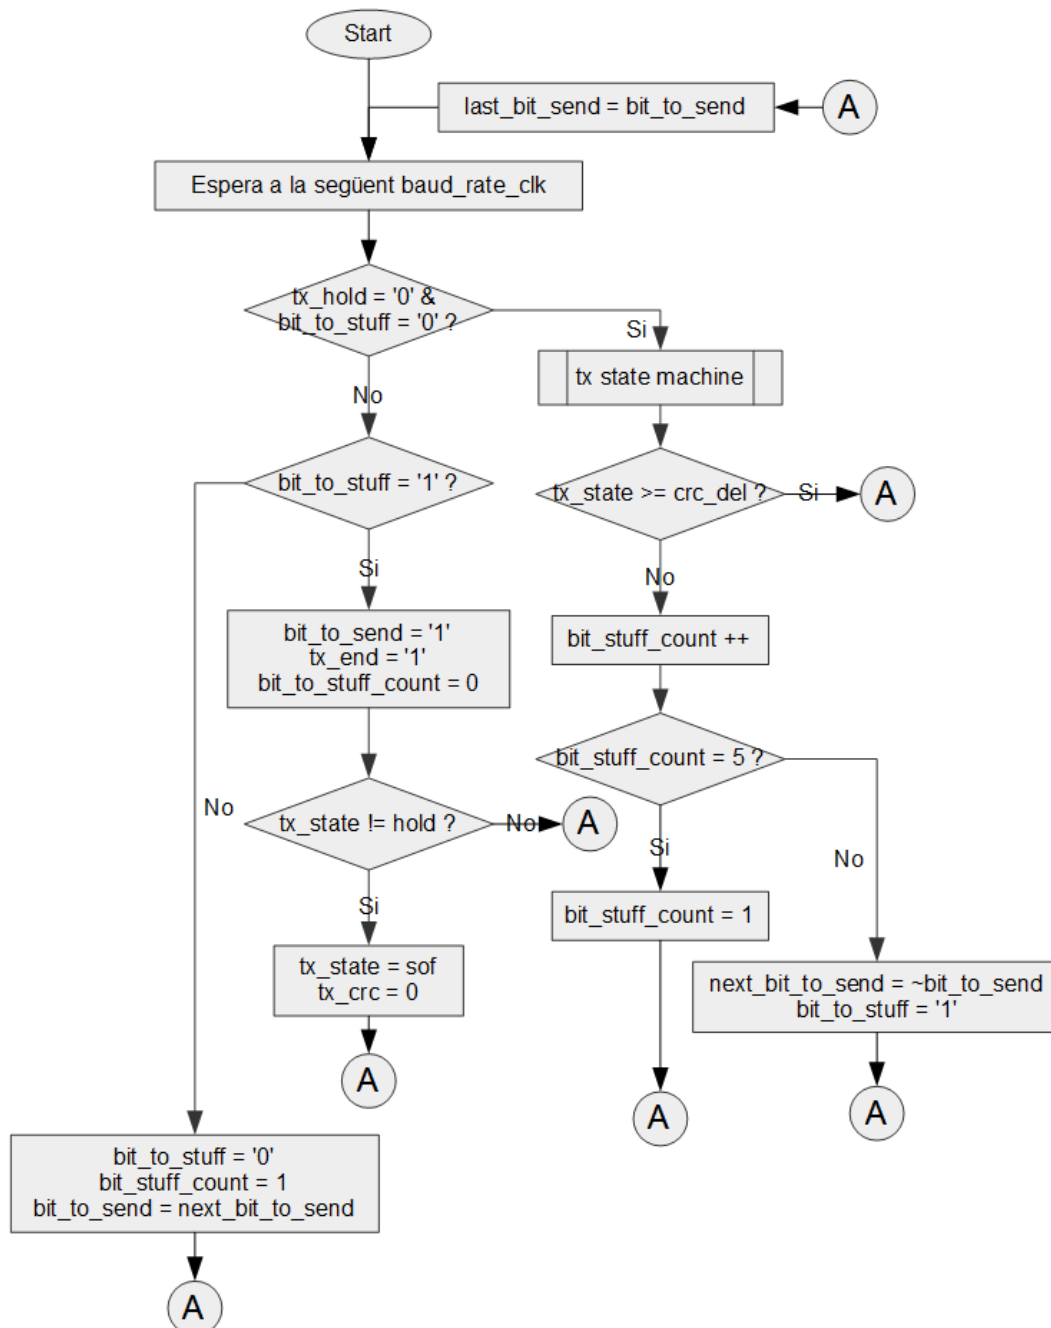 Start
last_bit_send = bit_to_send
A
Espera a la següent baud_rate_clk
tx_hold = '0' &
bit_to_stuff = '0' ?
Si
tx state machine
No
bit_to_stuff = '1' ?
tx_state >= crc_del ?
Si
A
Si
No
bit_to_send = '1'
tx_end = '1'
bit_to_stuff_count = 0
bit_stuff_count ++
bit_stuff_count = 5 ?
No
tx_state != hold ?
No
A
Si
No
Si
bit_stuff_count = 1
tx_state = sof
tx_crc = 0
next_bit_to_send = ~bit_to_send
bit_to_stuff = '1'
A
A
A
bit_to_stuff = '0'
bit_stuff_count = 1
bit_to_send = next_bit_to_send
A